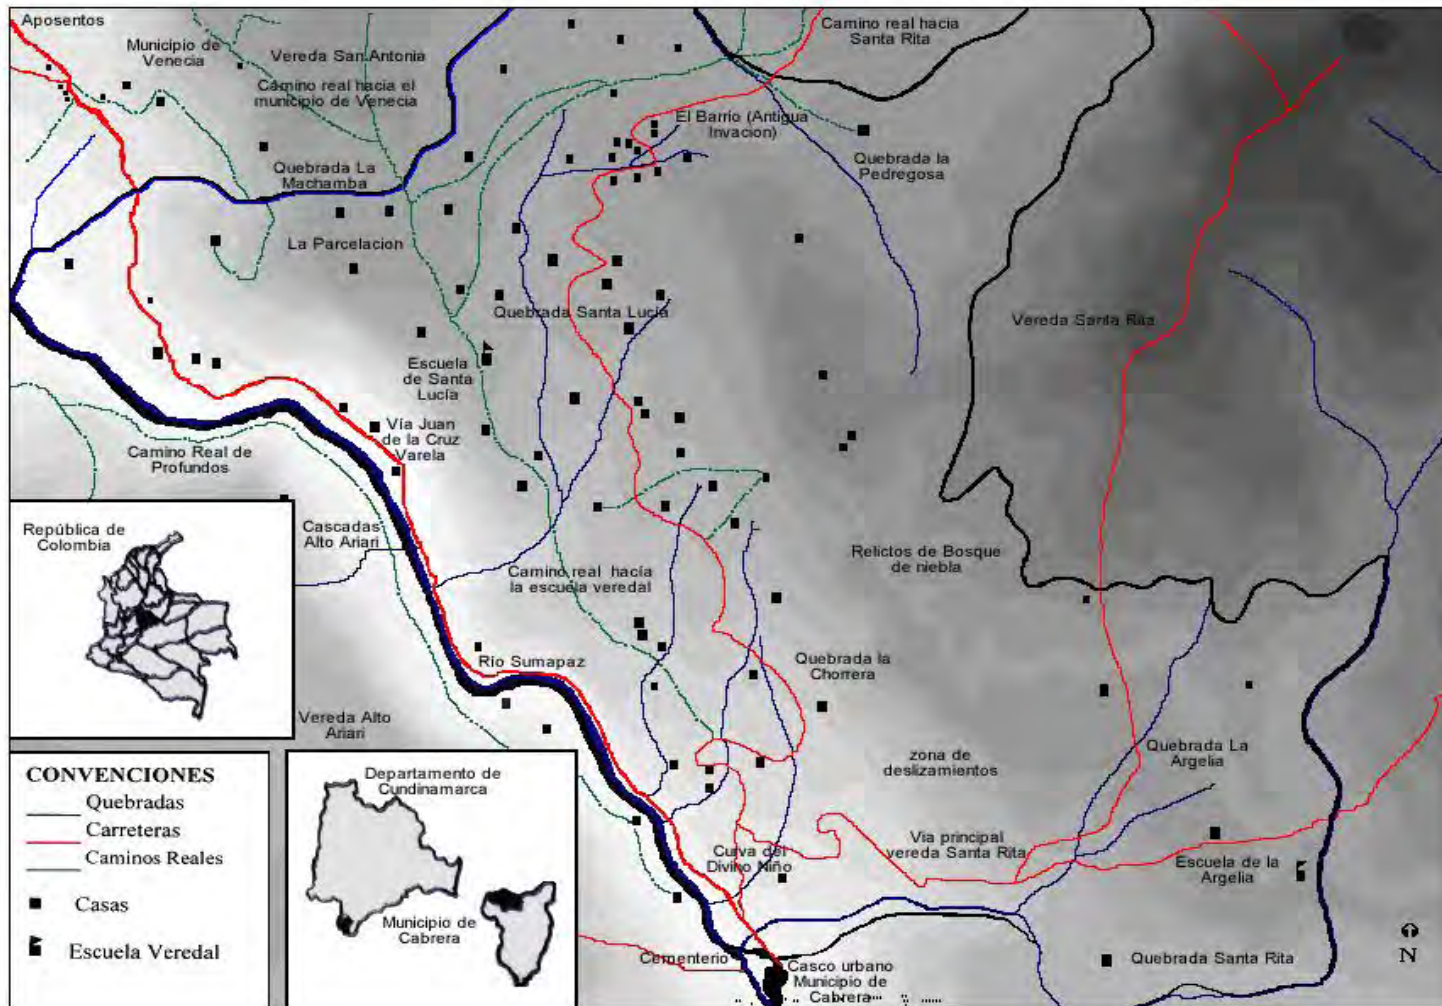 Aposentos
Municipio de
Venecia
Vereda San Antonia
Camino real hacia el
municipio de Venecia
Camino real hacia
Santa Rita
El Barrio (Antigua
Invacion)
Quebrada la
Pedregosa
Quebrada La
Machamba
La Parcelacion
Quebrada Santa Lucia
Vereda Santa Rita
Escuela
de Santa
Lucía
Vía Juan
de la Cruz
Varela
Camino Real de
Profundos
República de
Colombia
Cascadas
Alto Ariari
Relictos de Bosque
de niebla
Camino real hacía
la escuela veredal
Río Sumapaz
Quebrada la
Chorrera
Vereda Alto
Ariari
zona de
deslizamientos
Quebrada La
Argelia
CONVENCIONES
Quebradas
Carreteras
Caminos Reales
Casas
Escuela Veredal
Departamento de
Cundinamarca
Municipio de
Cabrera
Curva del
Divino Niño
Via principal
vereda Santa Rita
Escuela de la
Argelia
Cementerio
Casco urbano
Municipio de
Cabrera
Quebrada Santa Rita
N